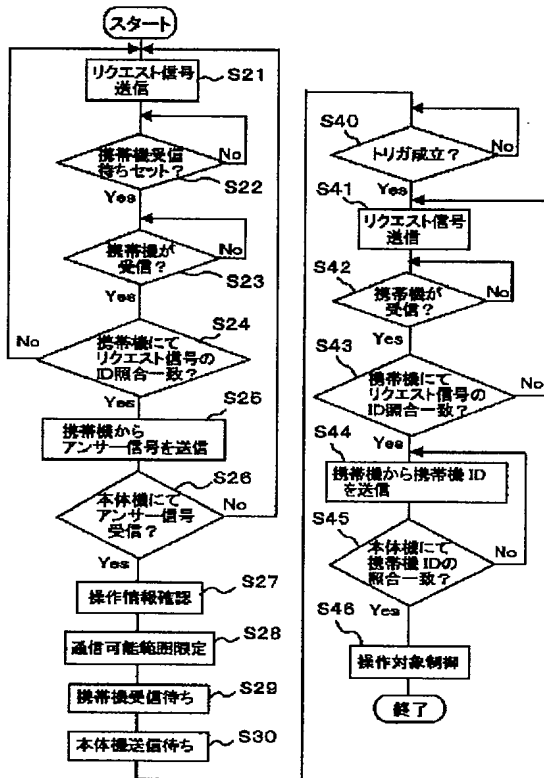 スタート
リクエスト信号
送信
S21
携帯機受信
待ちセット?
No
S22
Yes
携帯機が
受信?
No
S23
Yes
S24
No
携帯機にて
リクエスト信号の
ID照合一致?
Yes
S25
携帯機から
アンサー信号を送信
S26
本体機にて
アンサー信号
受信?
No
Yes
S27
操作情報確認
S28
通信可能範囲限定
S29
携帯機受信待ち
S30
本体機送信待ち
S40
トリガ成立?
No
Yes
S41
リクエスト信号
送信
S42
携帯機が
受信?
No
Yes
S43
携帯機にて
リクエスト信号の
ID照合一致?
No
Yes
S44
携帯機から携帯機ID
を送信
S45
本体機にて
携帯機IDの
照合一致?
No
Yes
S46
操作対象制御
終了